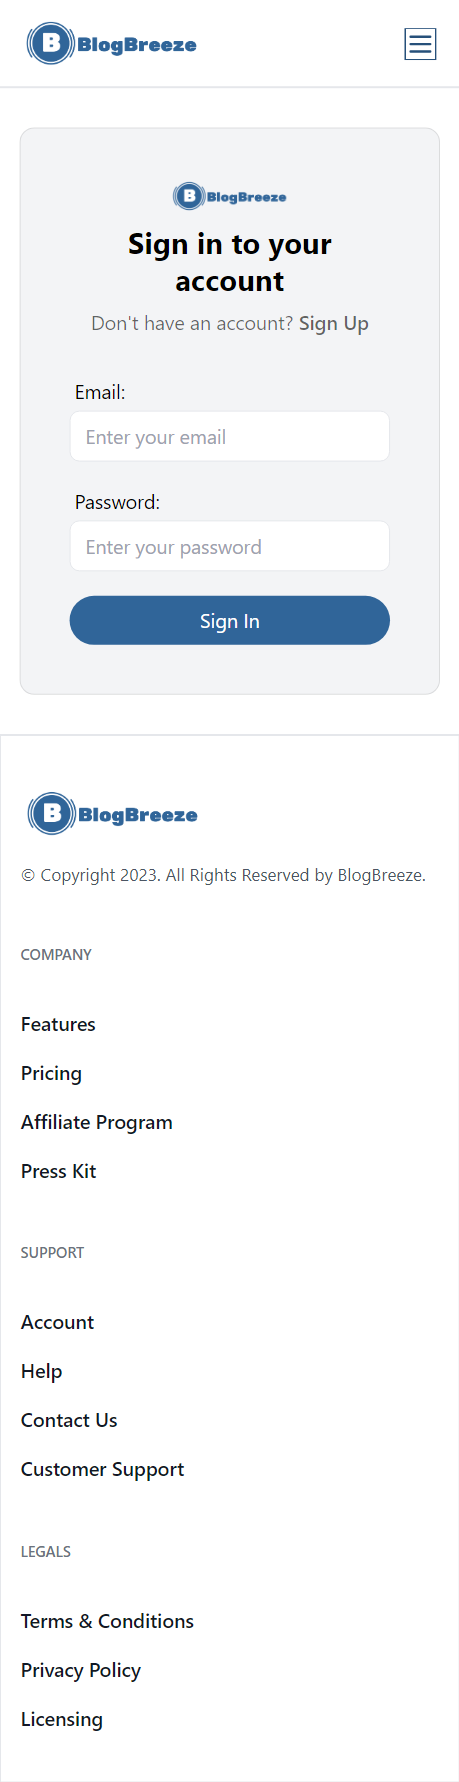 B BlogBreeze
B BlogBreeze
Sign in to your
account
Don't have an account? Sign Up
Email:
Enter your email
Password:
Enter your password
Sign In
B BlogBreeze
© Copyright 2023. All Rights Reserved by BlogBreeze.
COMPANY
Features
Pricing
Affiliate Program
Press Kit
SUPPORT
Account
Help
Contact Us
Customer Support
LEGALS
Terms & Conditions
Privacy Policy
Licensing